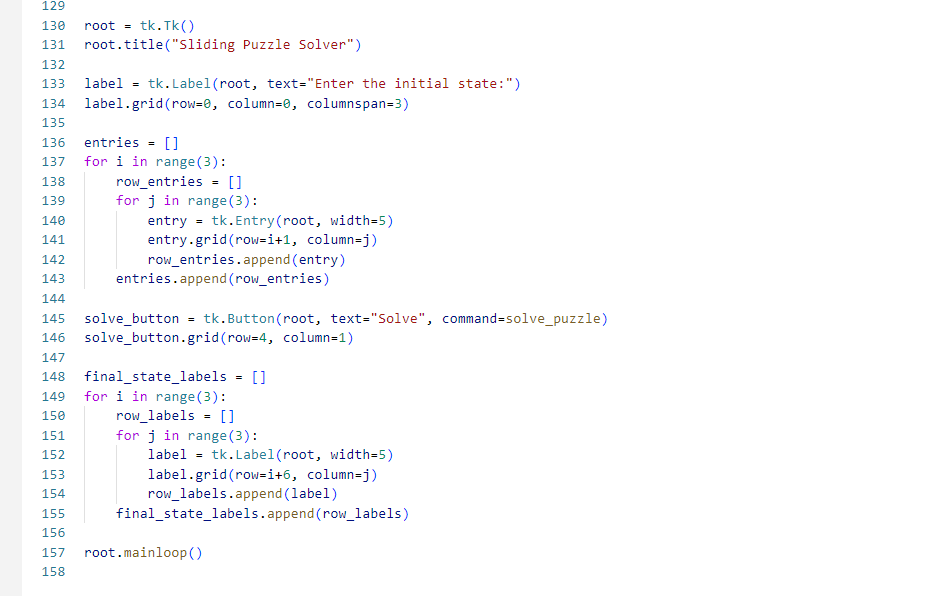 129
130 root = tk.Tk()
131 root.title("Sliding Puzzle Solver")
132
133 label = tk.Label(root, text="Enter the initial state:")
134 label.grid(row=0, column=0, columnspan=3)
135
136 entries = []
137 for i in range(3):
138     row_entries = []
139     for j in range(3):
140         entry = tk.Entry(root, width=5)
141         entry.grid(row=i+1, column=j)
142         row_entries.append(entry)
143     entries.append(row_entries)
144
145 solve_button = tk.Button(root, text="Solve", command=solve_puzzle)
146 solve_button.grid(row=4, column=1)
147
148 final_state_labels = []
149 for i in range(3):
150     row_labels = []
151     for j in range(3):
152         label = tk.Label(root, width=5)
153         label.grid(row=i+6, column=j)
154         row_labels.append(label)
155     final_state_labels.append(row_labels)
156
157 root.mainloop()
158